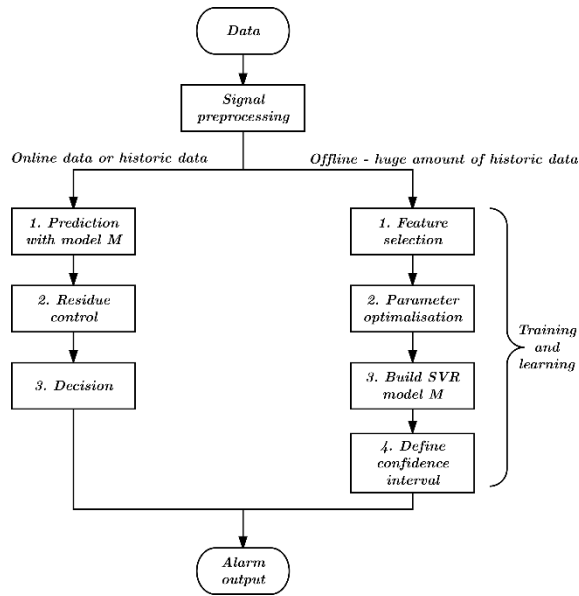 Data
Signal
preprocessing
Online data or historic data
Offline - huge amount of historic data
1. Prediction
with model M
2. Residue
control
3. Decision
1. Feature
selection
2. Parameter
optimalisation
3. Build SVR
model M
4. Define
confidence
interval
Training
and
learning
Alarm
output